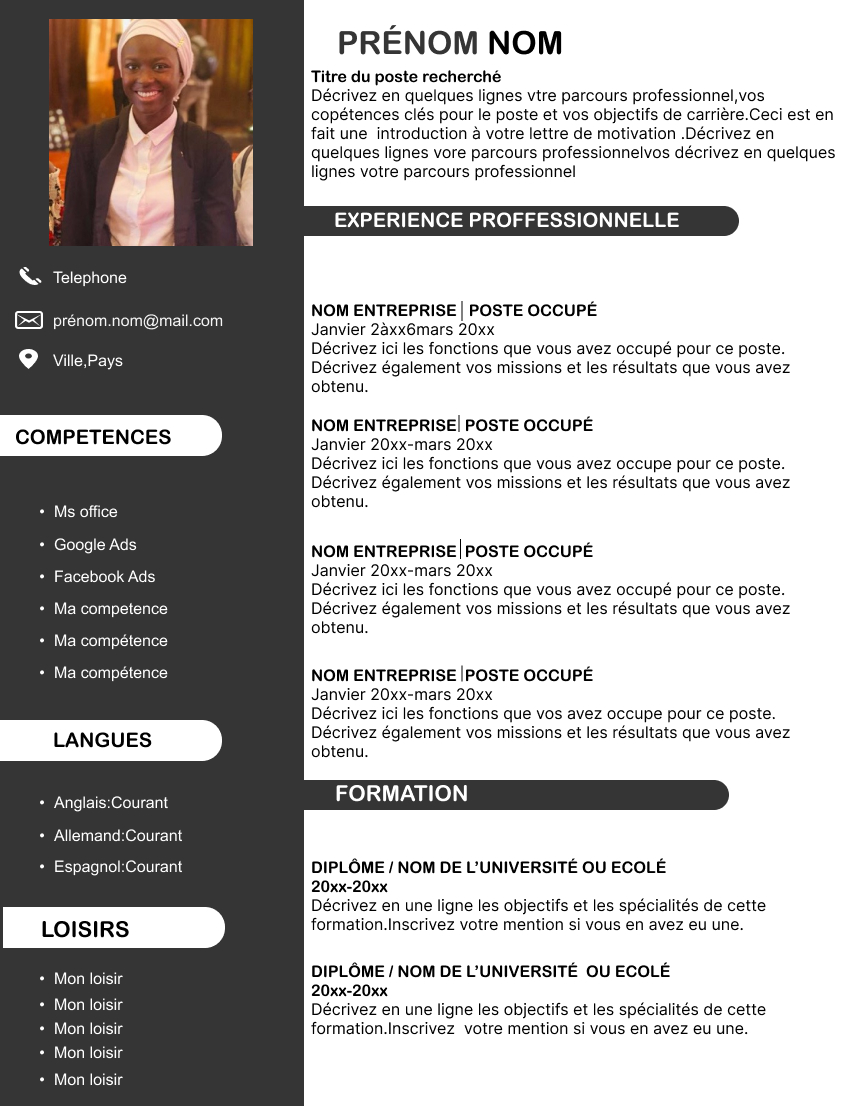 PRÉNOM NOM
Titre du poste recherché
Décrivez en quelques lignes vtre parcours professionnel,vos
copétences clés pour le poste et vos objectifs de carrière.Ceci est en
fait une  introduction à votre lettre de motivation .Décrivez en
quelques lignes vore parcours professionnelvos décrivez en quelques
lignes votre parcours professionnel
EXPERIENCE PROFFESSIONNELLE
NOM ENTREPRISE | POSTE OCCUPÉ
Janvier 2àxx6mars 20xx
Décrivez ici les fonctions que vous avez occupé pour ce poste.
Décrivez également vos missions et les résultats que vous avez
obtenu.
NOM ENTREPRISE| POSTE OCCUPÉ
Janvier 20xx-mars 20xx
Décrivez ici les fonctions que vous avez occupe pour ce poste.
Décrivez également vos missions et les résultats que vous avez
obtenu.
NOM ENTREPRISE|POSTE OCCUPÉ
Janvier 20xx-mars 20xx
Décrivez ici les fonctions que vous avez occupé pour ce poste.
Décrivez également vos missions et les résultats que vous avez
obtenu.
NOM ENTREPRISE |POSTE OCCUPÉ
Janvier 20xx-mars 20xx
Décrivez ici les fonctions que vos avez occupe pour ce poste.
Décrivez également vos missions et les résultats que vous avez
obtenu.
FORMATION
DIPLÔME / NOM DE L’UNIVERSITÉ OU ECOLÉ
20xx-20xx
Décrivez en une ligne les objectifs et les spécialités de cette
formation.Inscrivez votre mention si vous en avez eu une.
DIPLÔME / NOM DE L’UNIVERSITÉ  OU ECOLÉ
20xx-20xx
Décrivez en une ligne les objectifs et les spécialités de cette
formation.Inscrivez  votre mention si vous en avez eu une.
Telephone
prénom.nom@mail.com
Ville,Pays
COMPETENCES
• Ms office
• Google Ads
• Facebook Ads
• Ma competence
• Ma compétence
• Ma compétence
LANGUES
• Anglais:Courant
• Allemand:Courant
• Espagnol:Courant
LOISIRS
• Mon loisir
• Mon loisir
• Mon loisir
• Mon loisir
• Mon loisir